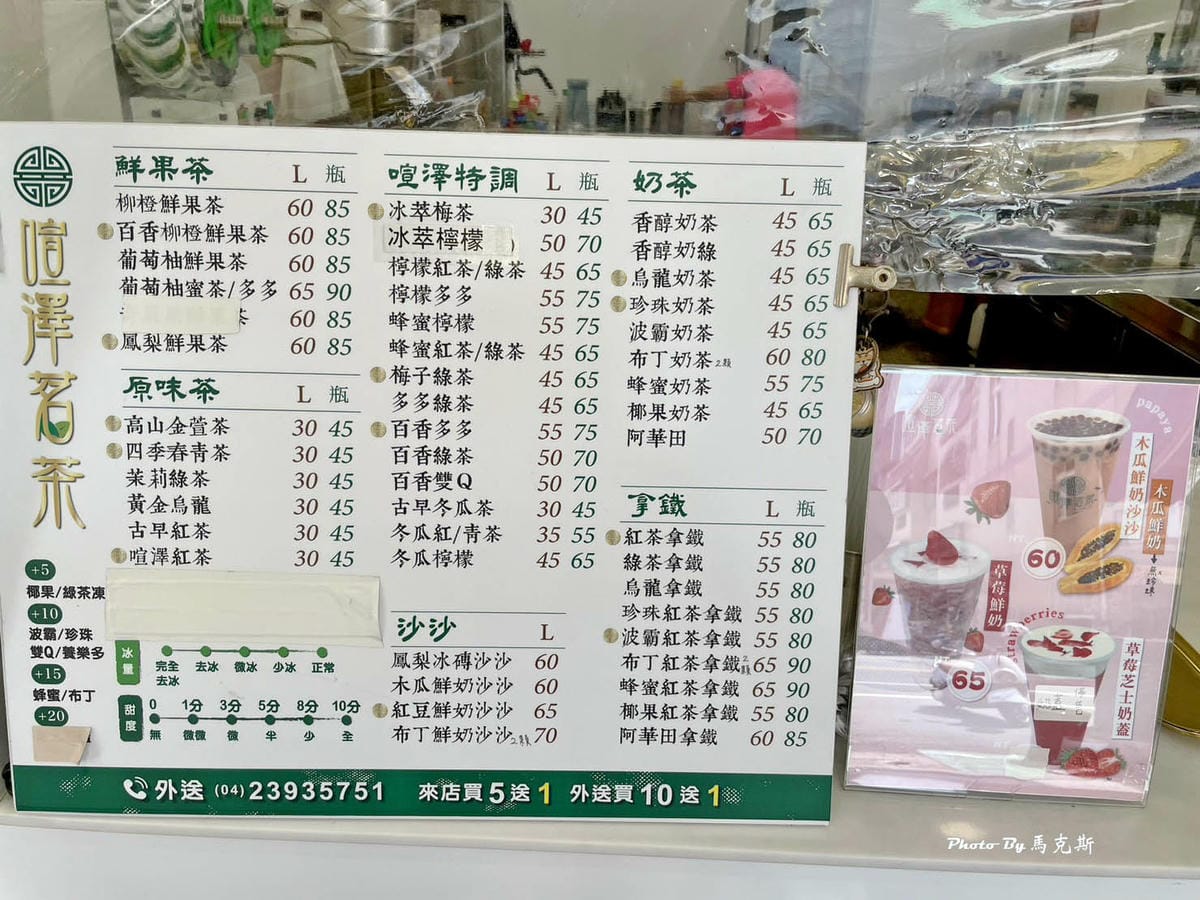 喧澤茗茶
鮮果茶 L 瓶
柳橙鮮果茶 60 85
百香柳橙鮮果茶 60 85
葡萄柚鮮果茶 60 85
葡萄柚蜜茶/多多 65 90
茶 60 85
鳳梨鮮果茶 60 85
原味茶 L 瓶
高山金萱茶 30 45
四季春青茶 30 45
茉莉綠茶 30 45
黃金烏龍 30 45
古早紅茶 30 45
喧澤紅茶 30 45
+5
椰果/綠茶凍
+10
波霸/珍珠
雙Q/養樂多
+15
蜂蜜/布丁
+20
冰量
完全去冰 去冰 微冰 少冰 正常
甜度
0 1分 3分 5分 8分 10分
無 微微 微 半 少 全
喧澤特調 L 瓶
冰萃梅茶 30 45
冰萃檸檬 50 70
檸檬紅茶/綠茶 45 65
檸檬多多 55 75
蜂蜜檸檬 55 75
蜂蜜紅茶/綠茶 45 65
梅子綠茶 45 65
多多綠茶 45 65
百香多多 55 75
百香綠茶 50 70
百香雙Q 50 70
古早冬瓜茶 30 45
冬瓜紅/青茶 35 55
冬瓜檸檬 45 65
沙沙 L
鳳梨冰磚沙沙 60
木瓜鮮奶沙沙 60
紅豆鮮奶沙沙 65
布丁鮮奶沙沙2顆 70
奶茶 L 瓶
香醇奶茶 45 65
香醇奶綠 45 65
烏龍奶茶 45 65
珍珠奶茶 45 65
波霸奶茶 45 65
布丁奶茶2顆 60 80
蜂蜜奶茶 55 75
椰果奶茶 45 65
阿華田 50 70
拿鐵 L 瓶
紅茶拿鐵 55 80
綠茶拿鐵 55 80
烏龍拿鐵 55 80
珍珠紅茶拿鐵 55 80
波霸紅茶拿鐵 55 80
布丁紅茶拿鐵2顆 65 90
蜂蜜紅茶拿鐵 65 90
椰果紅茶拿鐵 55 80
阿華田拿鐵 60 85
外送 (04)23935751 來店買5送1 外送買10送1
喧澤茗茶
papaya
木瓜鮮奶沙沙
木瓜鮮奶
NT.
60
草莓鮮奶
65
草莓芝士奶蓋
Photo By 馬克斯